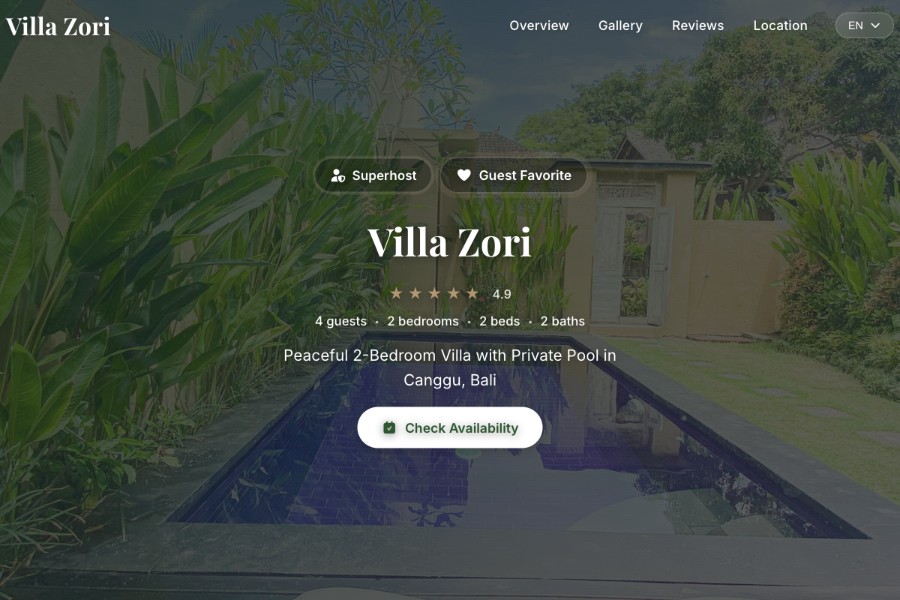 Villa Zori
Overview
Gallery
Reviews
Location
EN
Superhost
Guest Favorite
Villa Zori
★★★★★ 4.9
4 guests · 2 bedrooms · 2 beds · 2 baths
Peaceful 2-Bedroom Villa with Private Pool in
Canggu, Bali
Check Availability